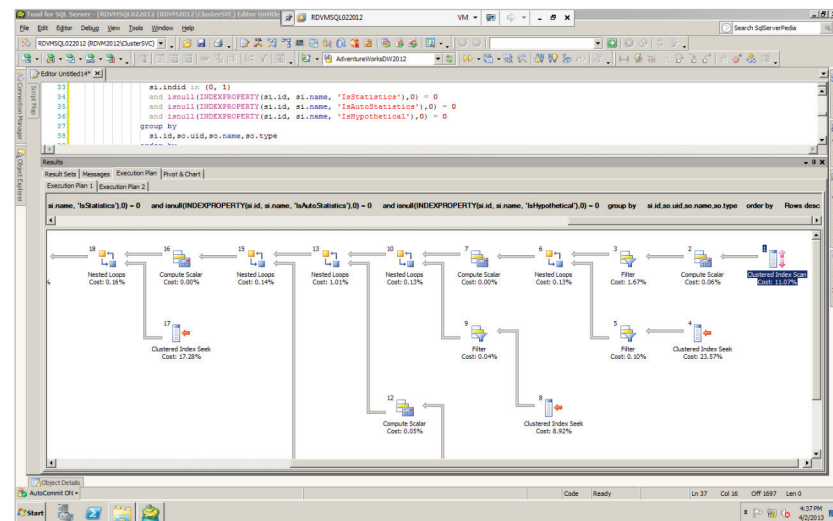 Toad for SQL Server - [RDVMSQL022012 (RDVM2012\ClusterSVC) Editor Untitle
RDVMSQL022012
VM
File Edit Editor Debug View Tools Window Help
Search SqlServerPedia
RDVMSQL022012 (RDVM2012\ClusterSVC)
AdventureWorksDW2012
Editor Untitled14*
Connection Manager
Object Explorer
Script Map
33 si.indid in (0, 1)
34 and isnull(INDEXPROPERTY(si.id, si.name, 'IsStatistics'),0) = 0
35 and isnull(INDEXPROPERTY(si.id, si.name, 'IsAutoStatistics'),0) = 0
36 and isnull(INDEXPROPERTY(si.id, si.name, 'IsHypothetical'),0) = 0
37 group by
38 si.id,so.uid,so.name,so.type
Results
Result Sets Messages Execution Plan Pivot & Chart
Execution Plan 1 Execution Plan 2
si.name, 'IsStatistics'),0) = 0 and isnull(INDEXPROPERTY(si.id, si.name, 'IsAutoStatistics'),0) = 0 and isnull(INDEXPROPERTY(si.id, si.name, 'IsHypothetical'),0) = 0 group by si.id,so.uid,so.name,so.type order by Rows desc
18 16 15 13 10 7 6 3 2 1
Nested Loops Compute Scalar Nested Loops Nested Loops Nested Loops Compute Scalar Nested Loops Filter Compute Scalar Clustered Index Scan
Cost: 0.16% Cost: 0.00% Cost: 0.14% Cost: 1.01% Cost: 0.13% Cost: 0.00% Cost: 0.13% Cost: 1.67% Cost: 0.06% Cost: 11.07%
17 9 5 4
Clustered Index Seek Filter Filter Clustered Index Seek
Cost: 17.28% Cost: 0.04% Cost: 0.10% Cost: 23.57%
12 8
Compute Scalar Clustered Index Seek
Cost: 0.05% Cost: 8.92%
Object Details
AutoCommit ON
Code Ready Ln 37 Col 16 Off 1697 Len 0
Start
4:37 PM
4/2/2013